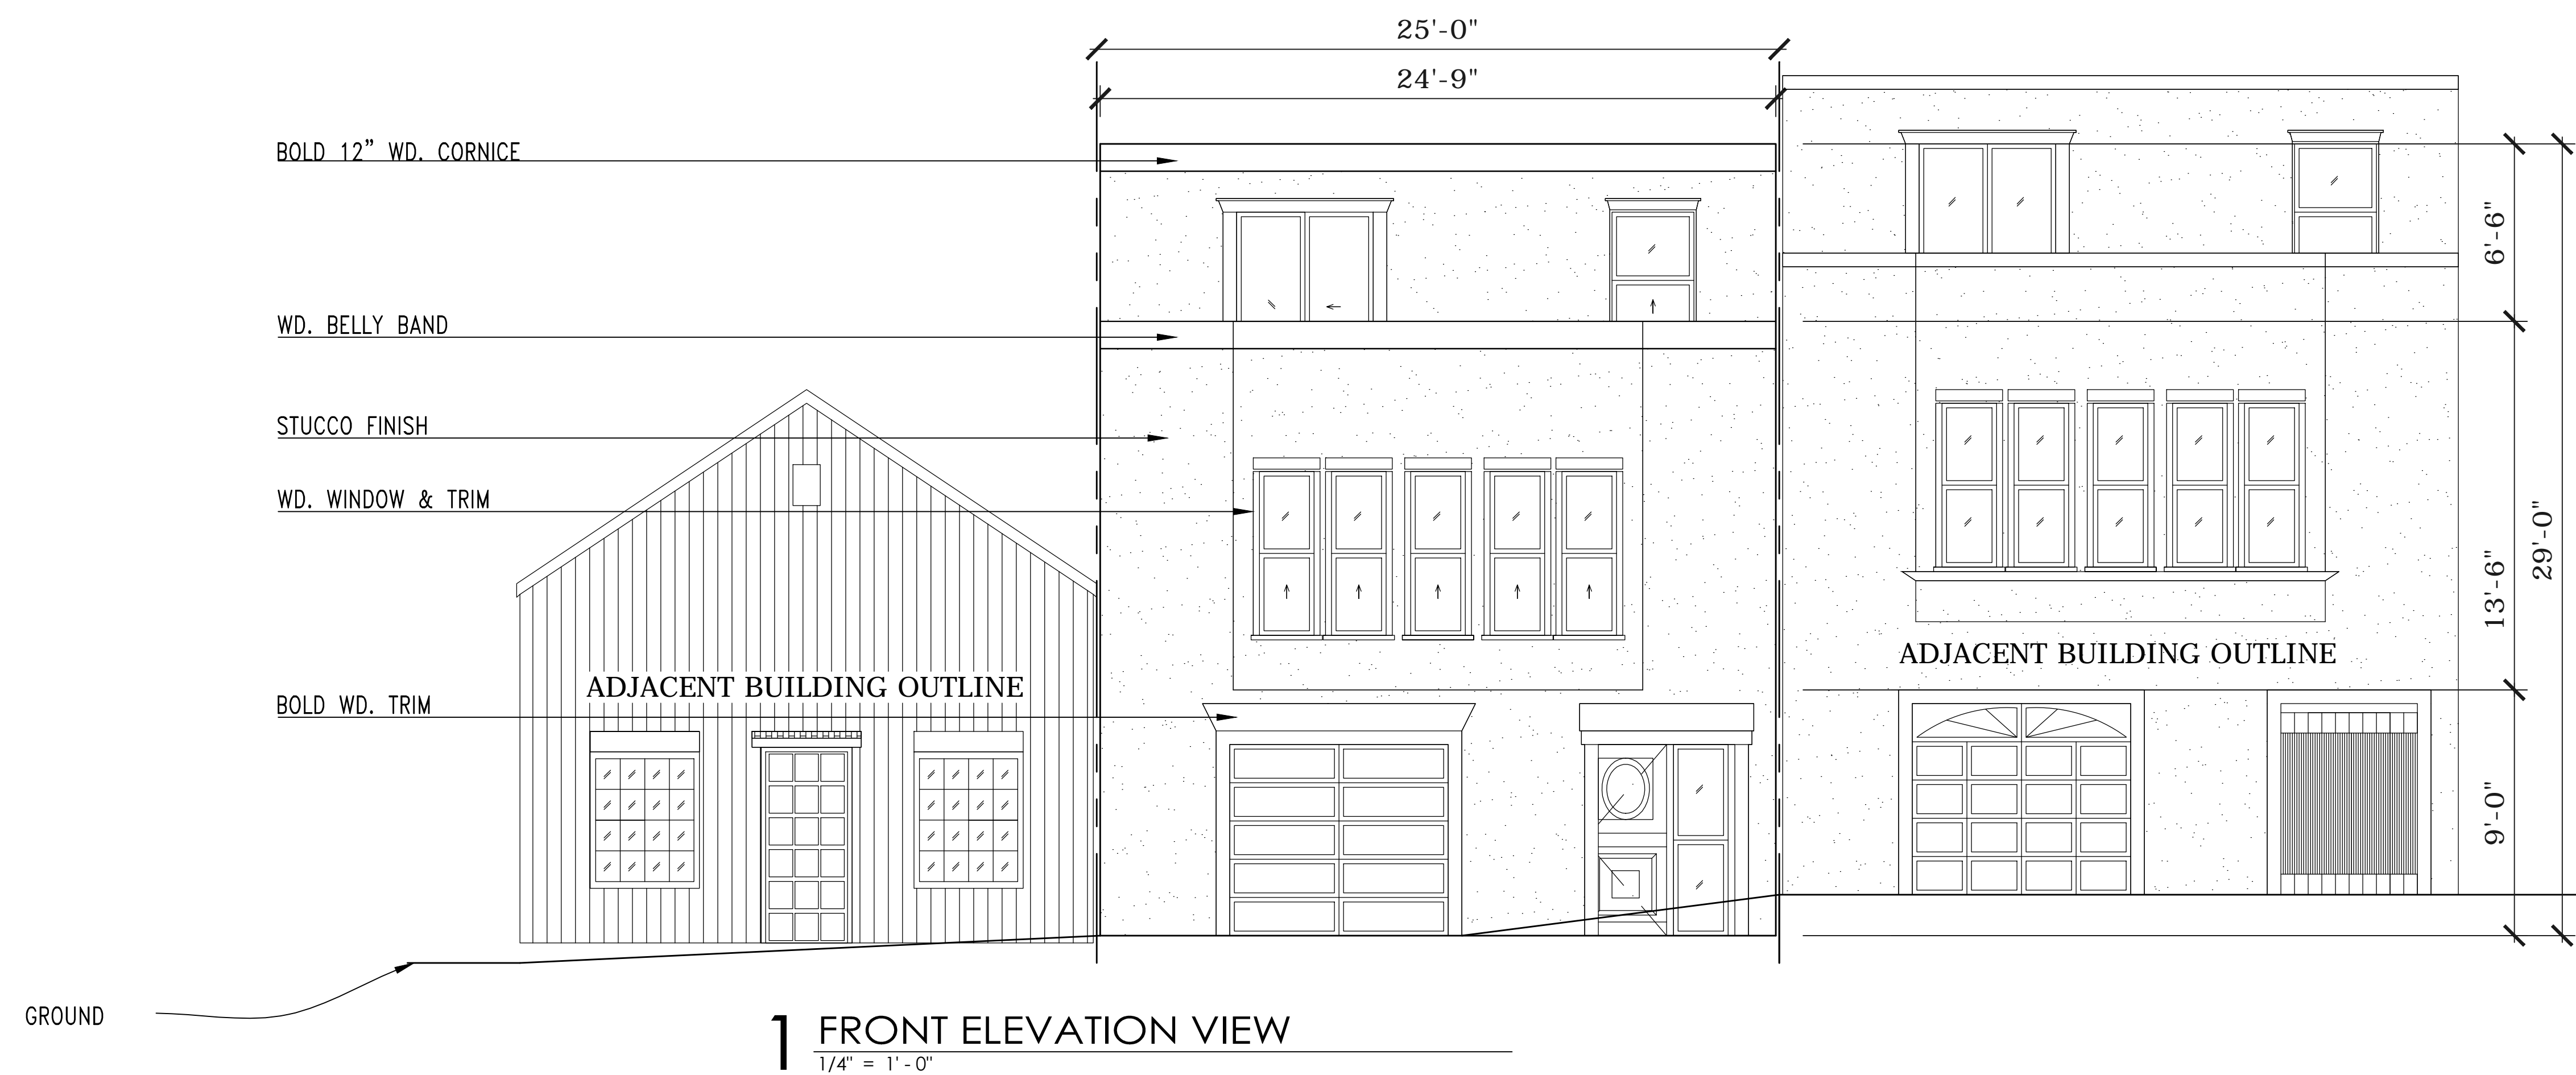 25'-0"
24'-9"
BOLD 12” WD. CORNICE
6'-6"
WD. BELLY BAND
STUCCO FINISH
WD. WINDOW & TRIM
29'-0"
13'-6"
ADJACENT BUILDING OUTLINE
ADJACENT BUILDING OUTLINE
BOLD WD. TRIM
9'-0"
GROUND
1 FRONT ELEVATION VIEW
1/4" = 1'-0"